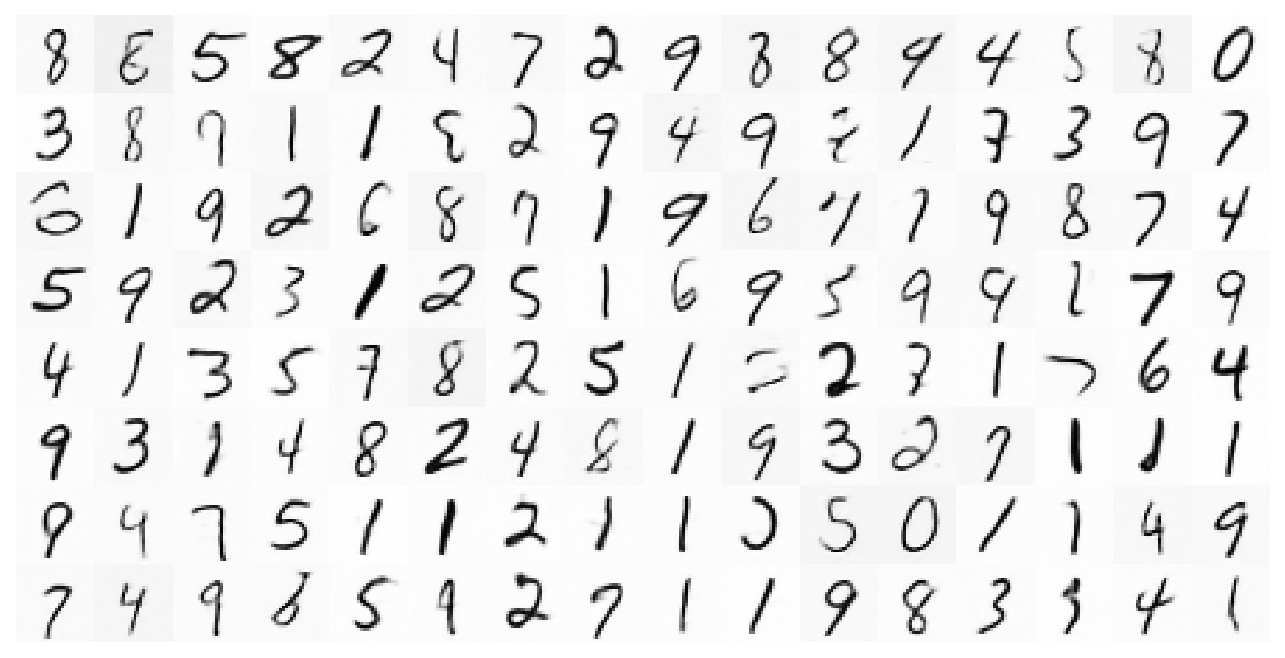 8 6 5 8 2 4 7 2 9 8 8 9 4 5 8 0
3 8 7 1 1 2 9 4 9 1 7 3 9 7
6 1 9 2 6 8 7 1 9 6 7 9 8 7 4
5 9 2 3 1 2 5 1 6 9 5 9 9 1 7 9
4 1 3 5 7 8 2 5 1 2 3 1 6 4
9 3 1 4 8 2 4 8 1 9 3 2 7 1 1 1
9 4 7 5 1 1 2 1 1 5 0 1 1 4 9
7 4 9 5 9 2 7 1 1 9 8 3 3 4 1